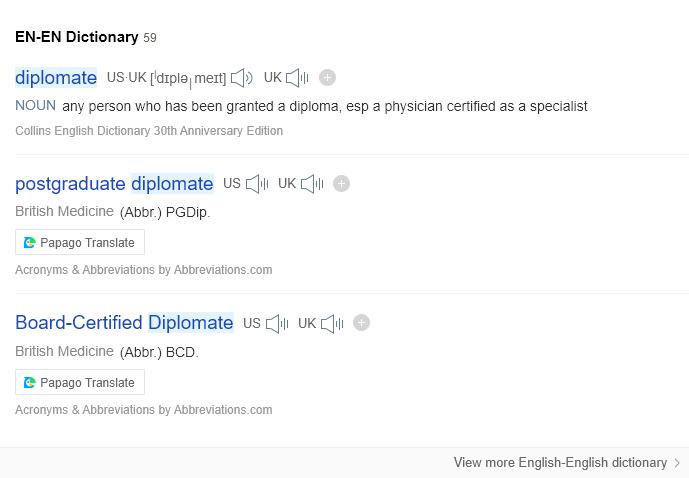 EN-EN Dictionary 59
diplomate US·UK [ˈdɪpləˌmeɪt] UK
NOUN any person who has been granted a diploma, esp a physician certified as a specialist
Collins English Dictionary 30th Anniversary Edition
postgraduate diplomate US UK
British Medicine (Abbr.) PGDip.
Papago Translate
Acronyms & Abbreviations by Abbreviations.com
Board-Certified Diplomate US UK
British Medicine (Abbr.) BCD.
Papago Translate
Acronyms & Abbreviations by Abbreviations.com
View more English-English dictionary